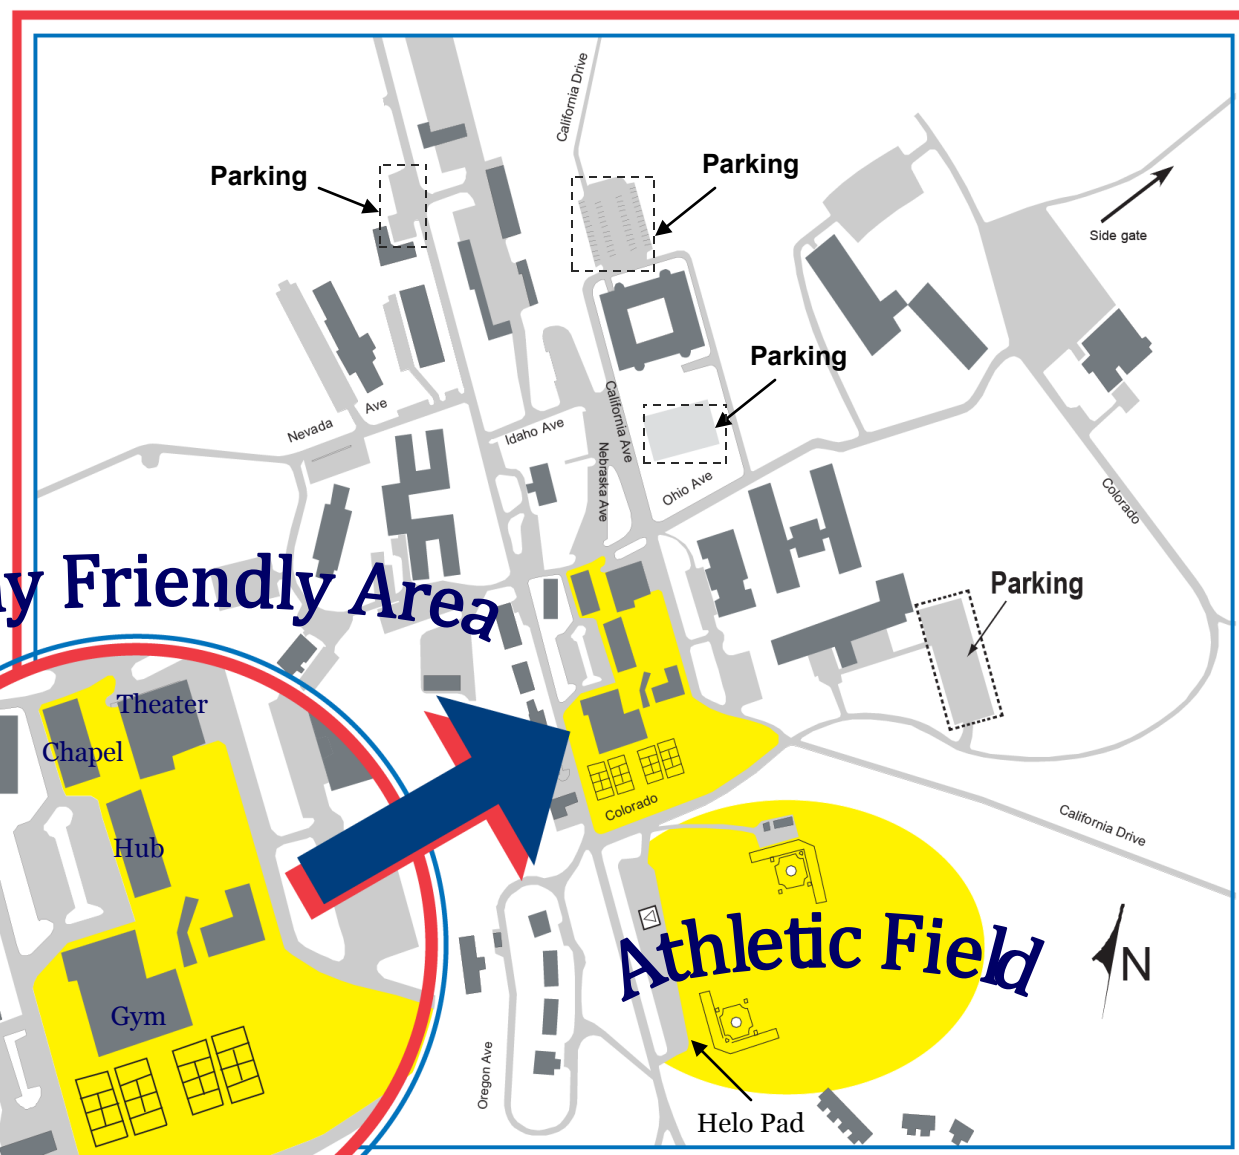 California Drive
Parking
Parking
Side gate
Parking
Nevada Ave
Idaho Ave
California Ave
Nebraska Ave
Ohio Ave
Colorado
Friendly Area
Parking
Theater
Chapel
Hub
Gym
Colorado
California Drive
Athletic Field
N
Oregon Ave
Helo Pad